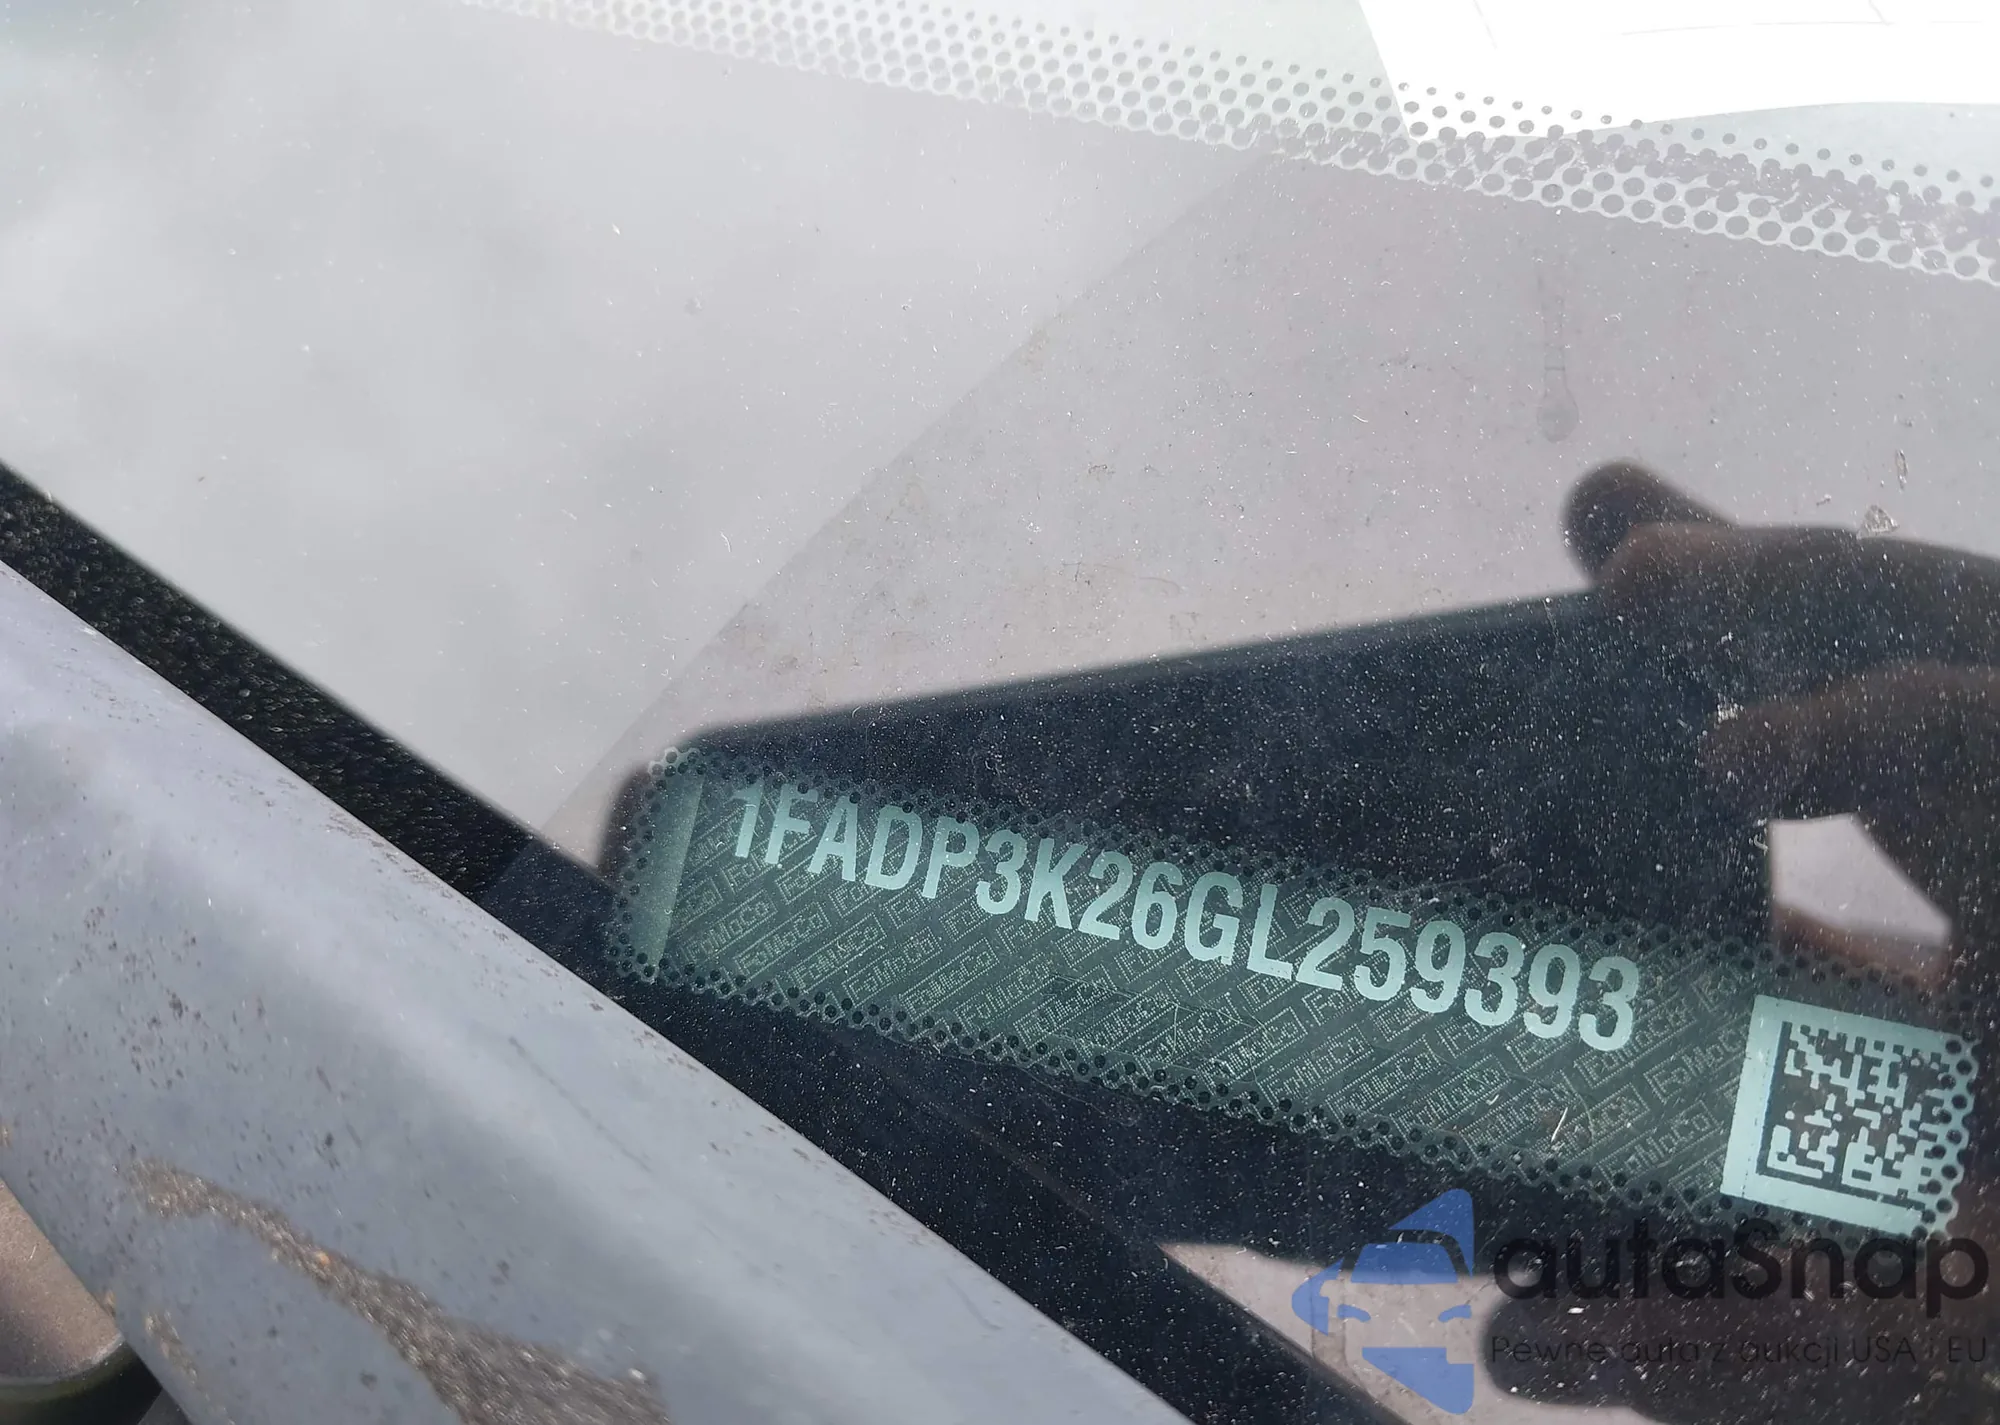 1FADP3K26GL259393
autaSnap
Pewne auta z aukcji USA i EU